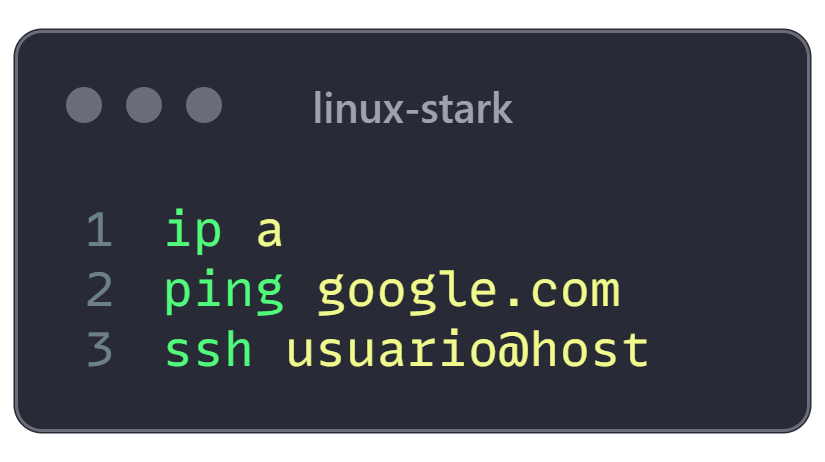 linux-stark
1 ip a
2 ping google.com
3 ssh usuario@host